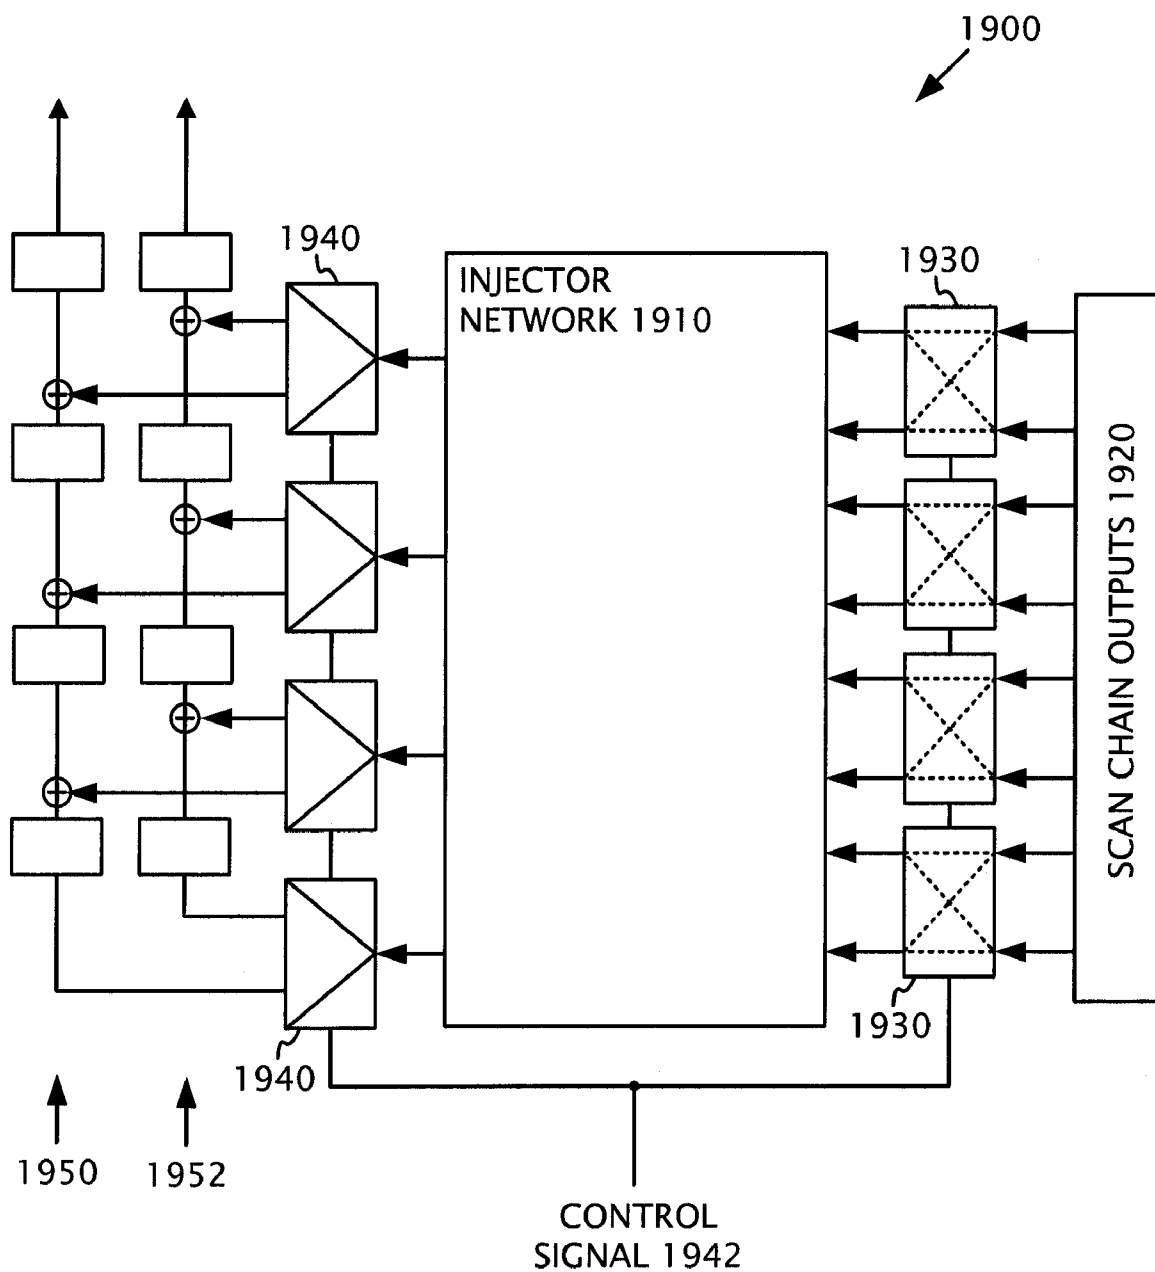 1900
1940
INJECTOR
NETWORK 1910
1930
SCAN CHAIN OUTPUTS 1920
1930
1940
1950
1952
CONTROL
SIGNAL 1942